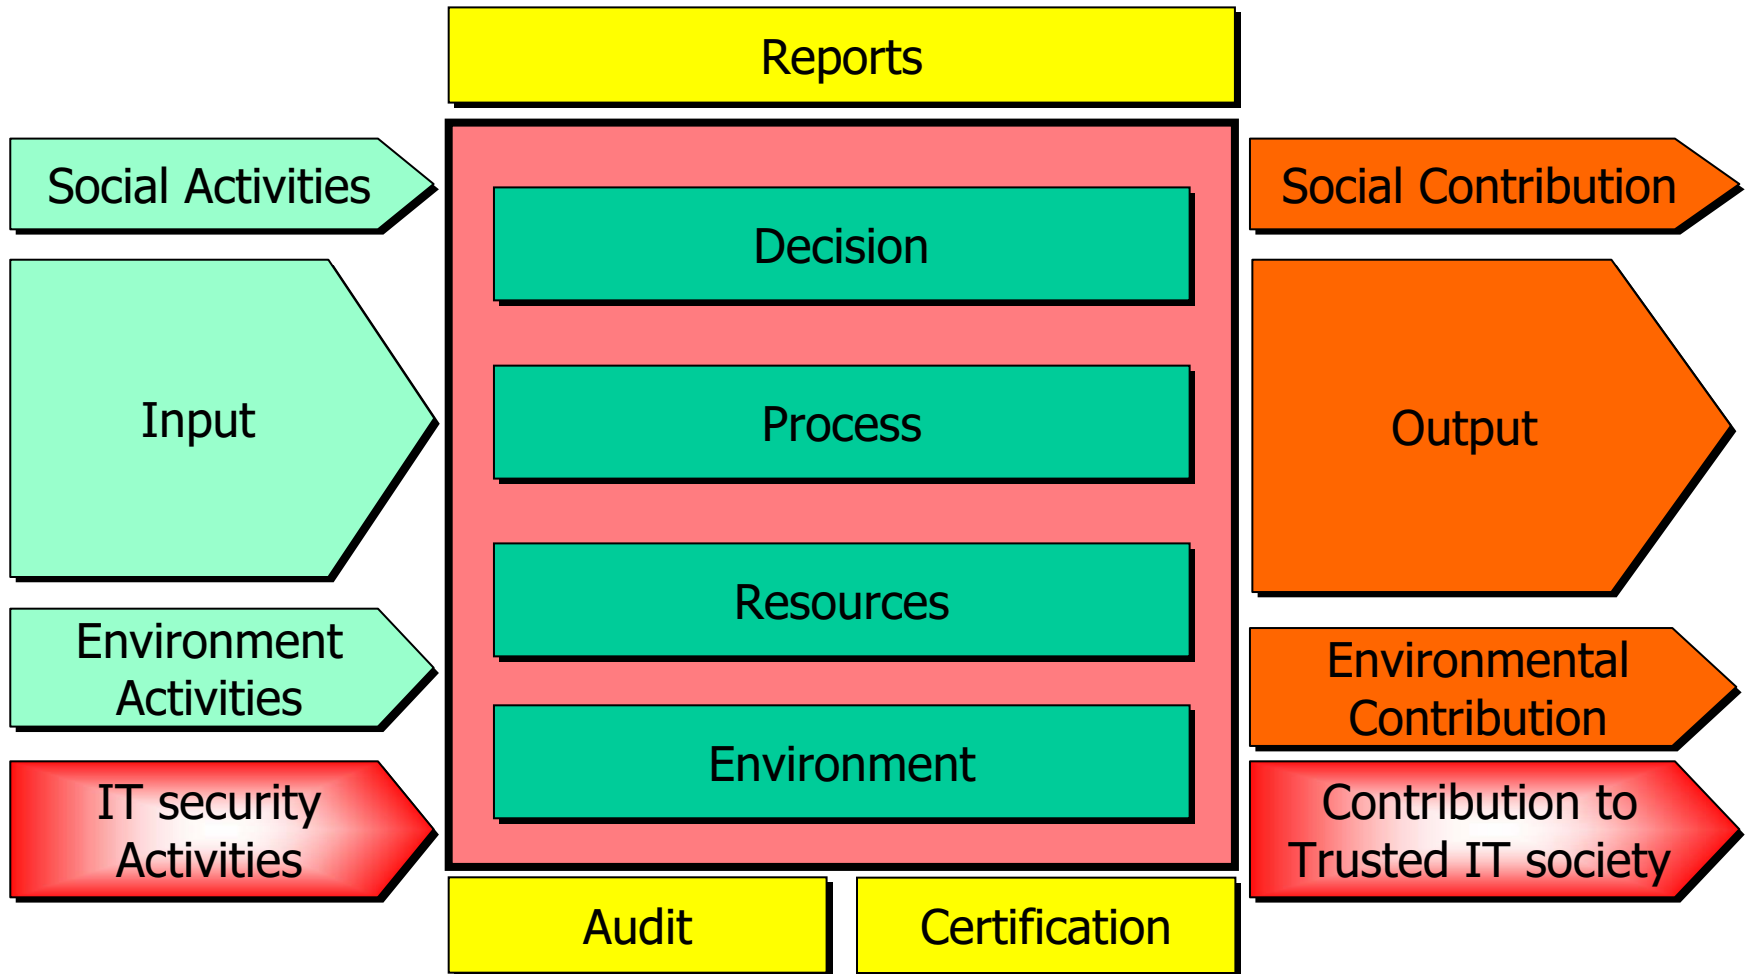 Reports
Social Activities
Input
Environment
Activities
IT security
Activities
Decision
Process
Resources
Environment
Social Contribution
Output
Environmental
Contribution
Contribution to
Trusted IT society
Audit
Certification